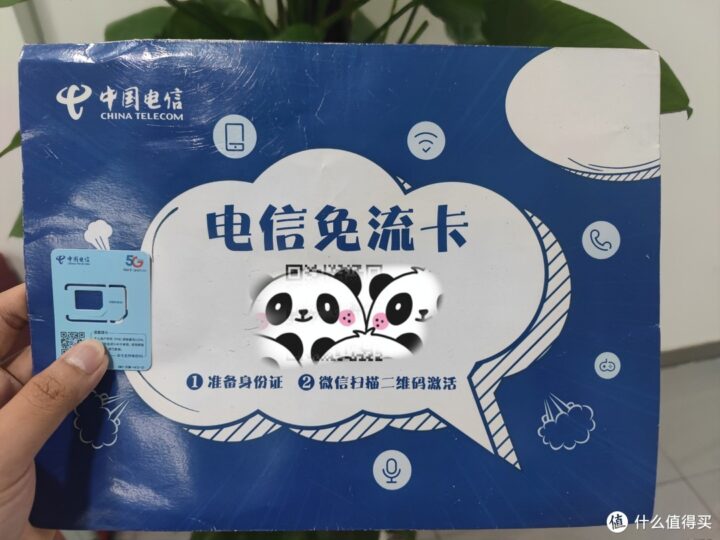 中国电信
CHINA TELECOM
电信免流卡
中国电信
5G
1 准备身份证 2 微信扫描二维码激活
值 什么值得买